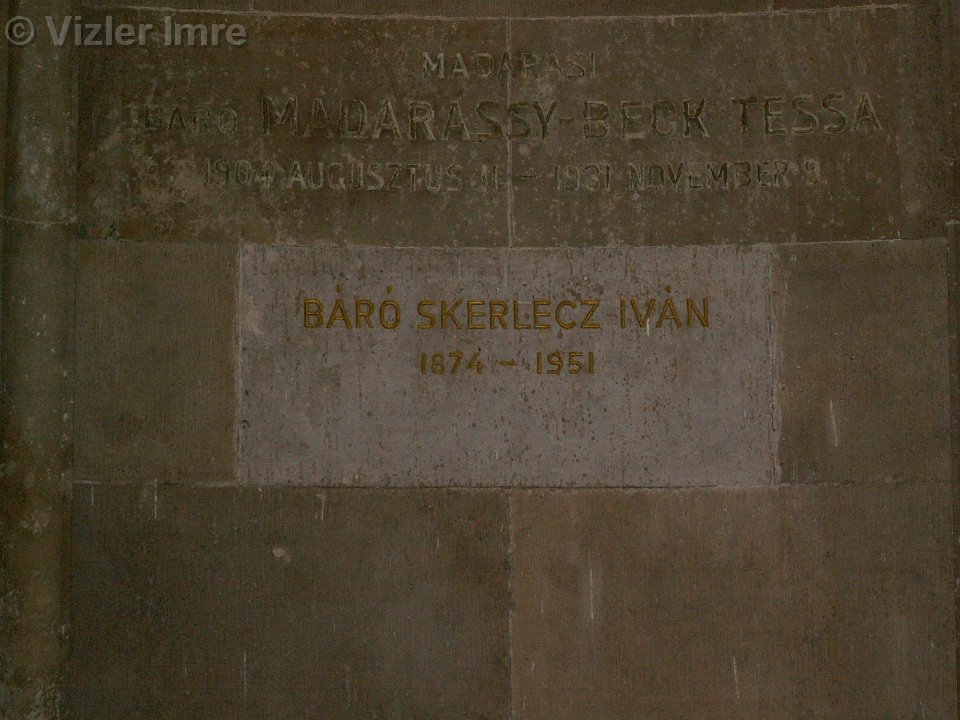 © Vizler Imre
MADARASI
BÁRÓ MADARASSY-BECK TESSA
1904 AUGUSZTUS 11 – 1931 NOVEMBER 9
BÁRÓ SKERLECZ IVÁN
1874 – 1951